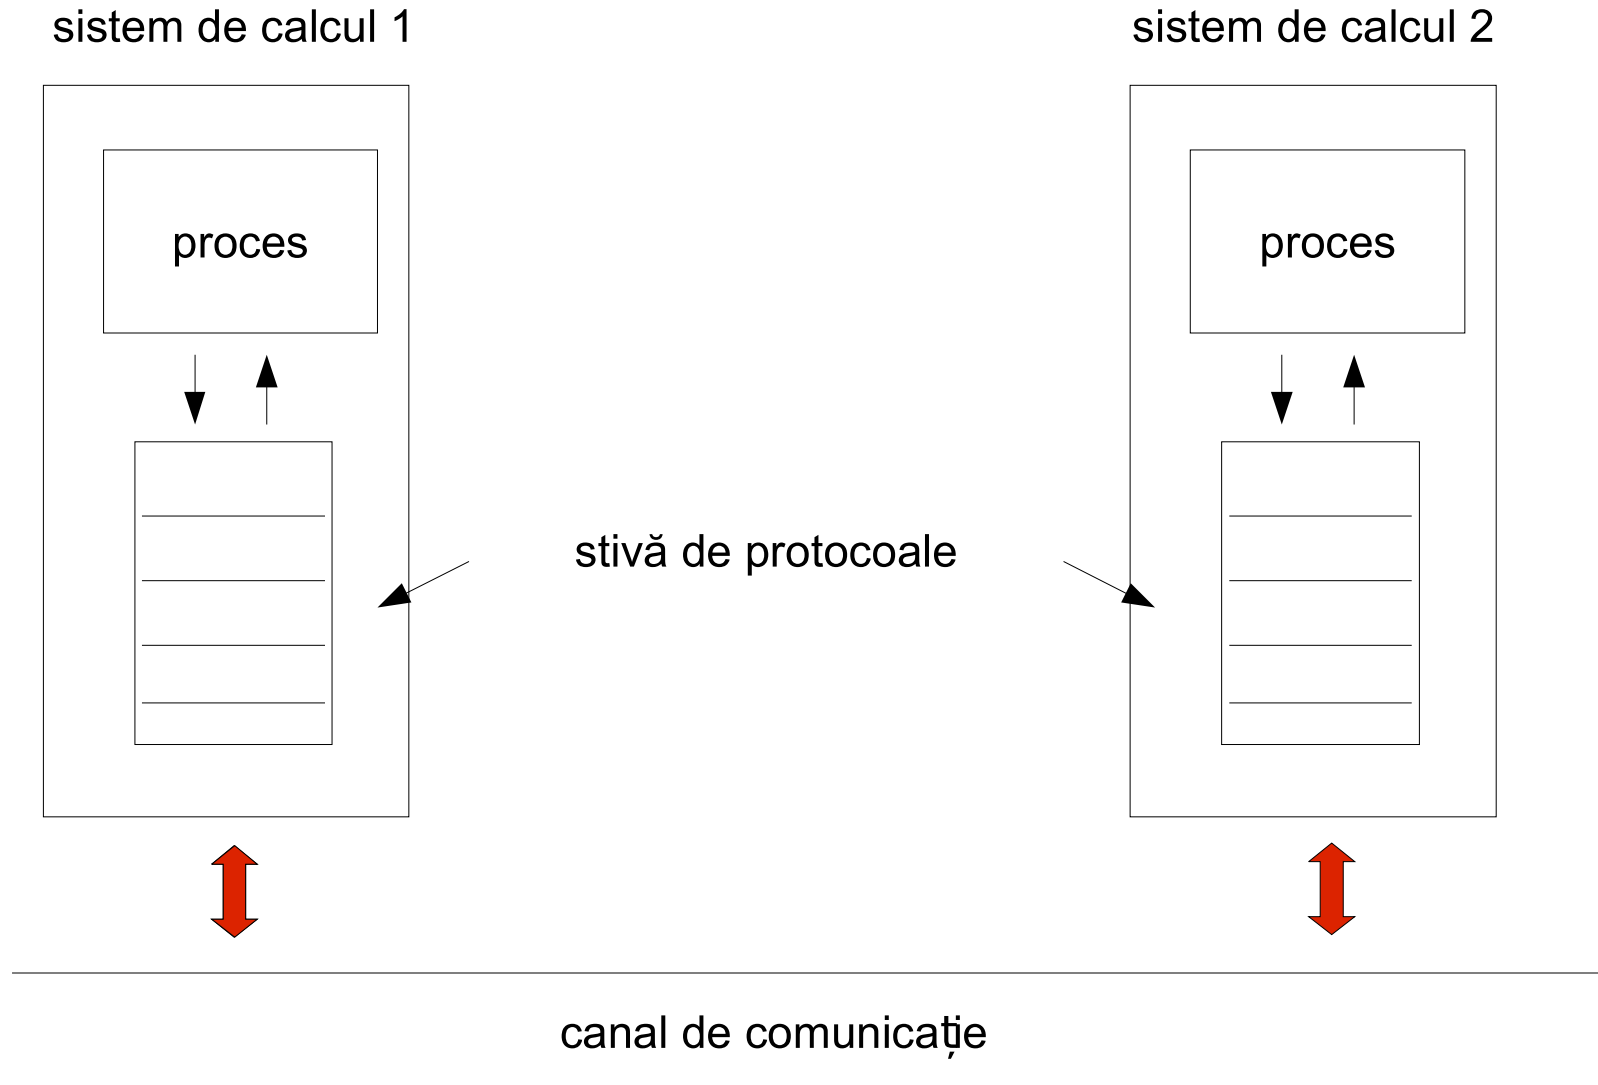 sistem de calcul 1
sistem de calcul 2
proces
proces
stivă de protocoale
canal de comunicație